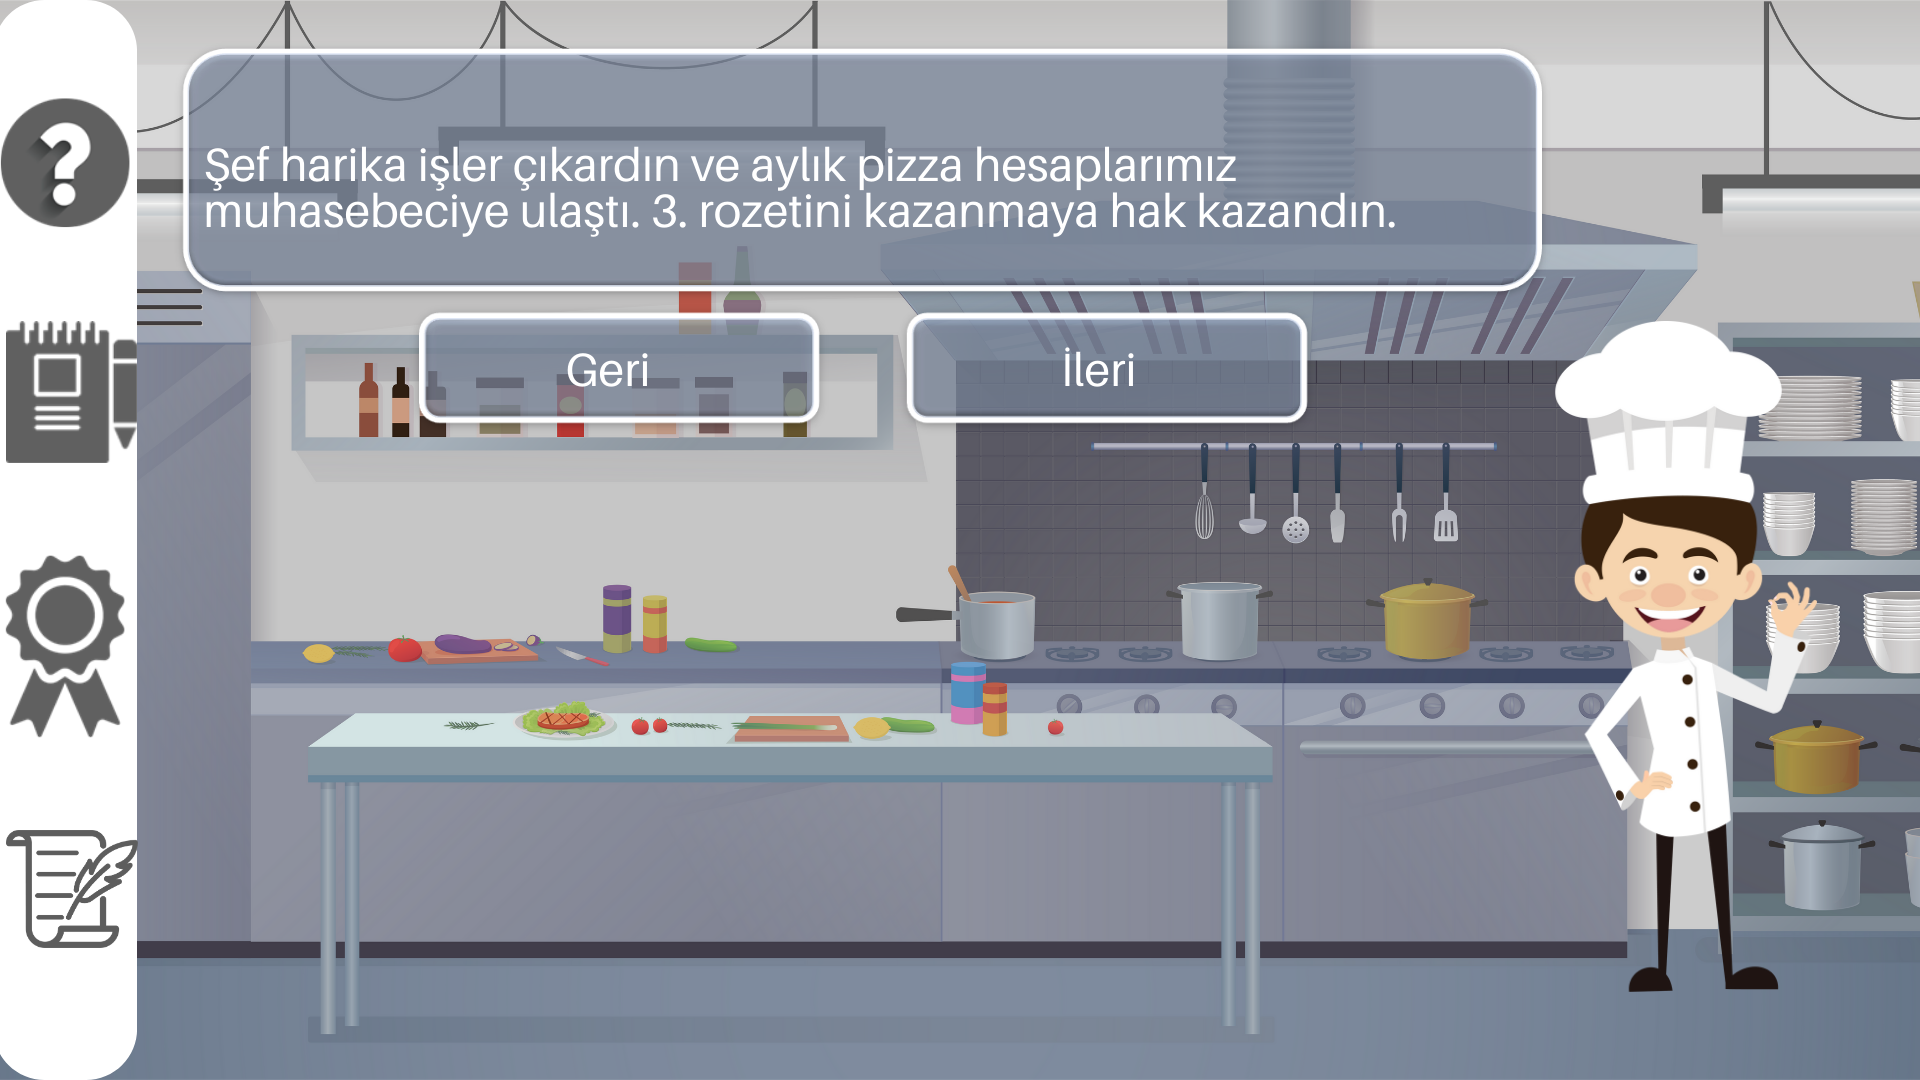 Şef harika işler çıkardın ve aylık pizza hesaplarımız
muhasebeciye ulaştı. 3. rozetini kazanmaya hak kazandın.
Geri
İleri